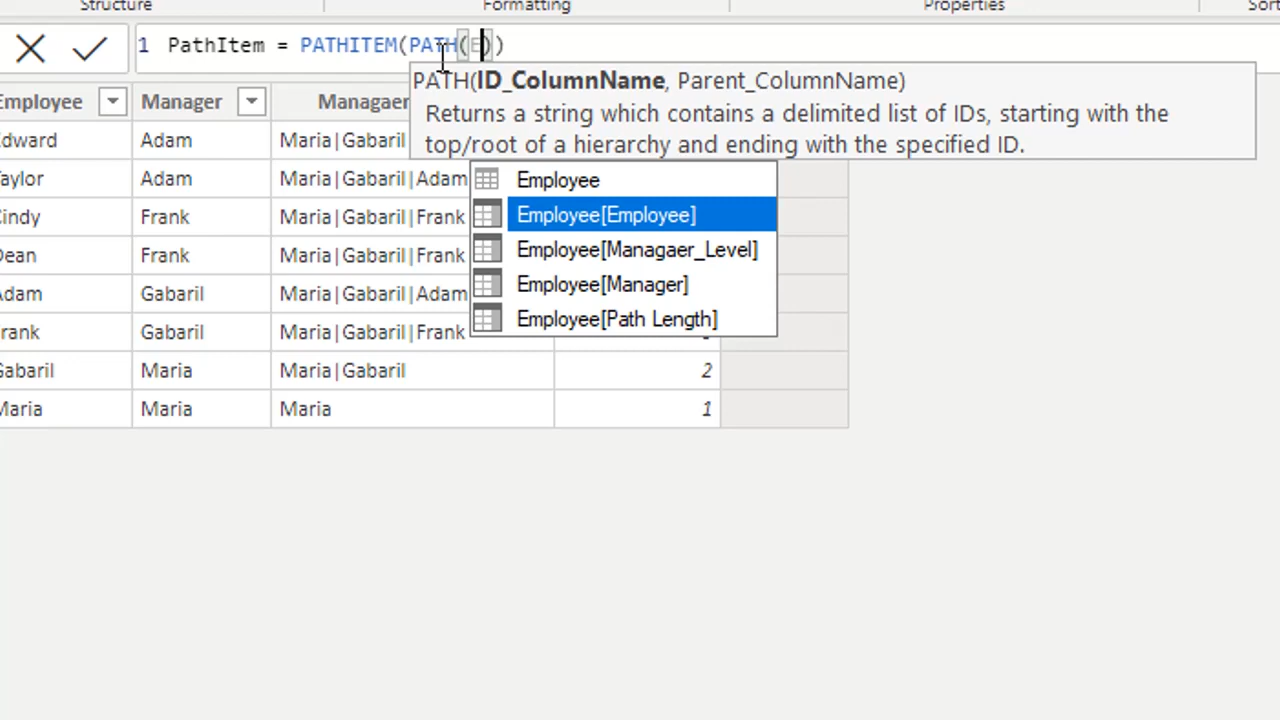 Structure Formatting Properties Sort
1 PathItem = PATHITEM(PATH(E))
PATH(ID_ColumnName, Parent_ColumnName)
Returns a string which contains a delimited list of IDs, starting with the
top/root of a hierarchy and ending with the specified ID.
Employee Manager Managaer
Edward Adam Maria|Gabaril
Taylor Adam Maria|Gabaril|Adam
Cindy Frank Maria|Gabaril|Frank
Dean Frank Maria|Gabaril|Frank
Adam Gabaril Maria|Gabaril|Adam
Frank Gabaril Maria|Gabaril|Frank
Gabaril Maria Maria|Gabaril 2
Maria Maria Maria 1
Employee
Employee[Employee]
Employee[Managaer_Level]
Employee[Manager]
Employee[Path Length]